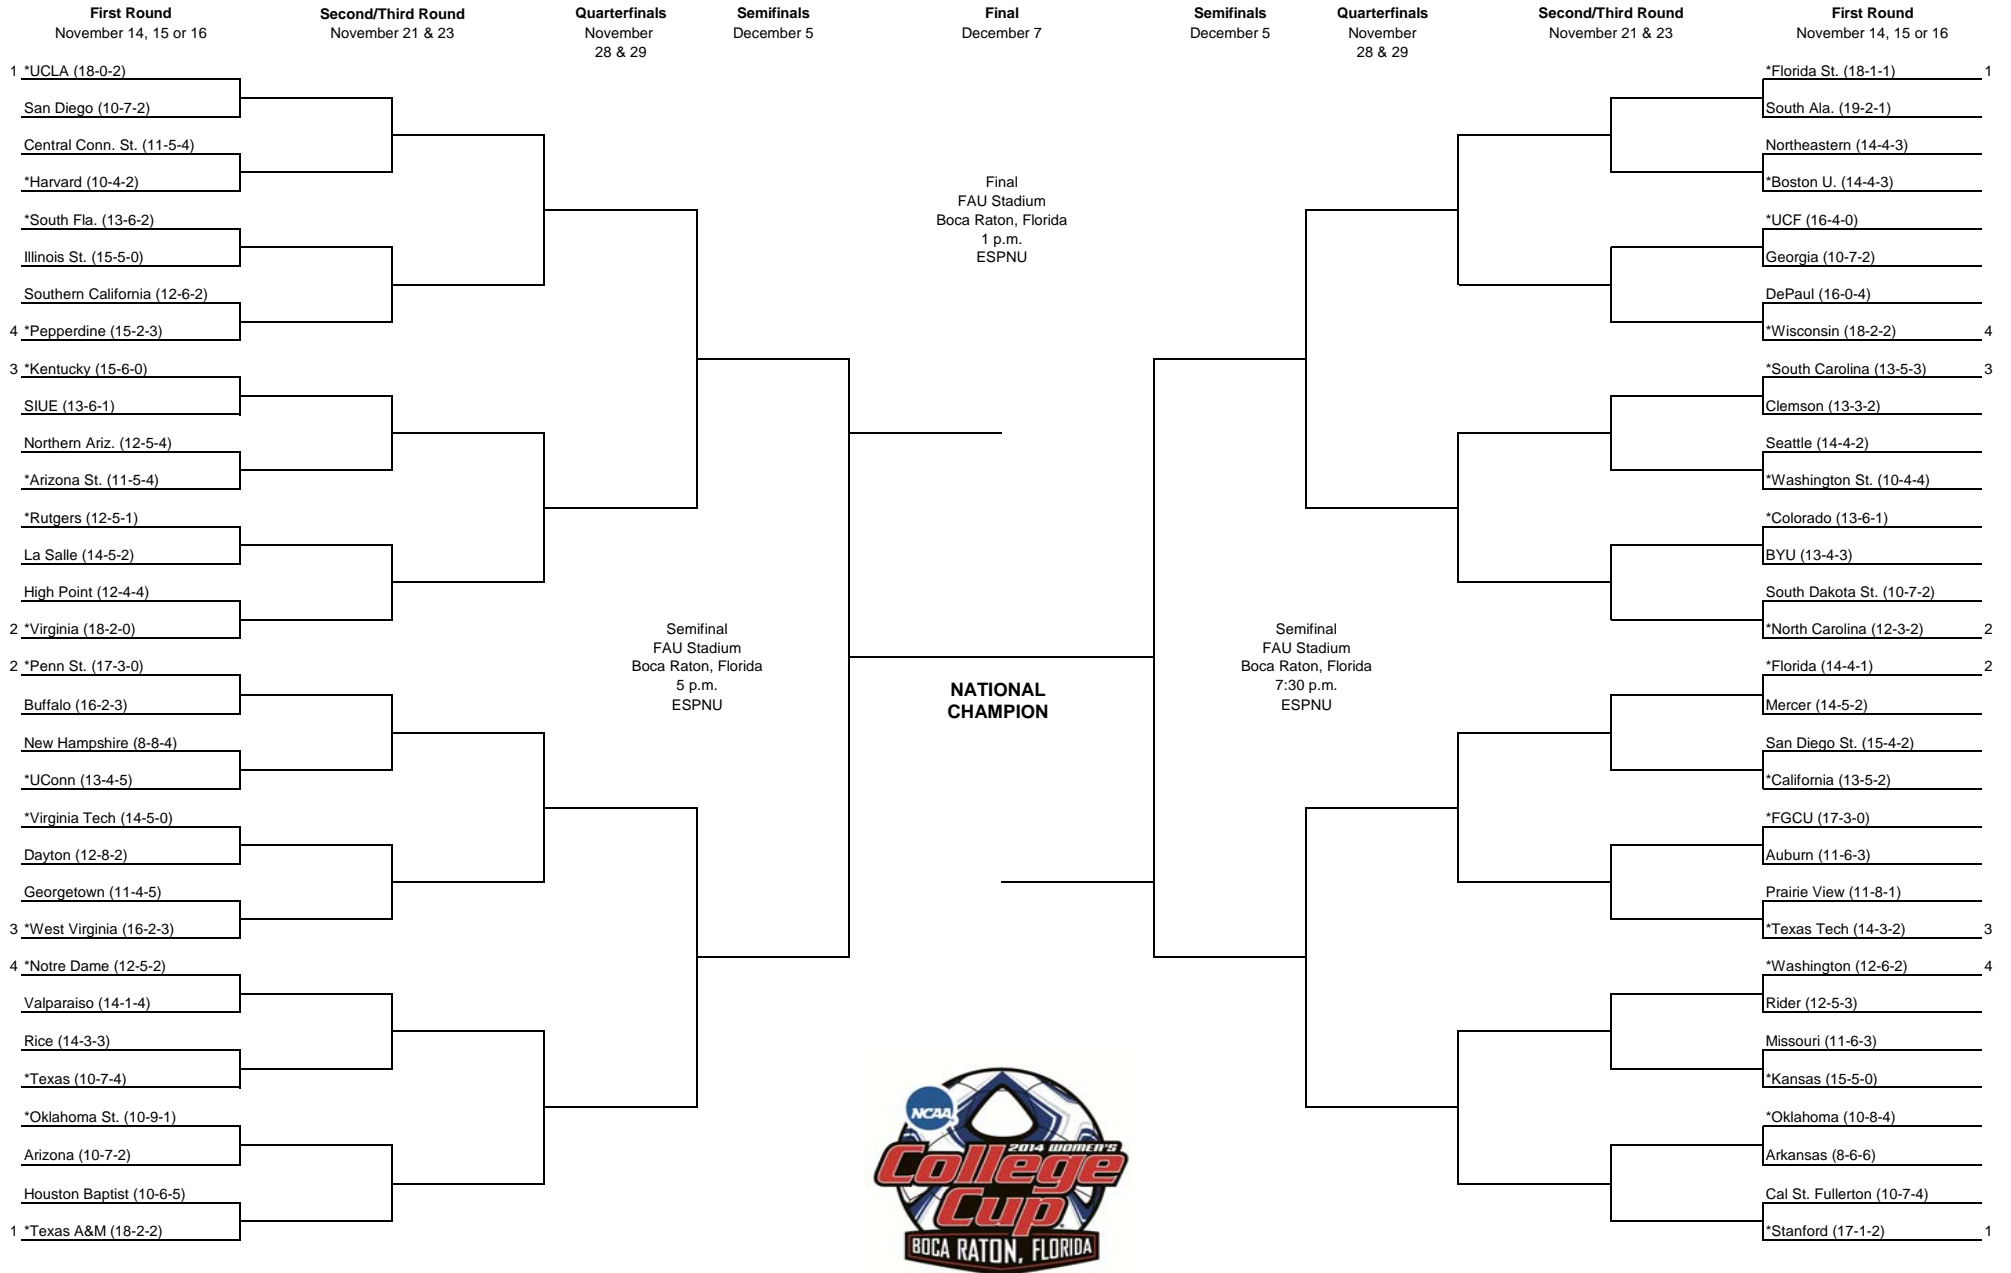 First Round
November 14, 15 or 16
Second/Third Round
November 21 & 23
Quarterfinals
November
28 & 29
Semifinals
December 5
Final
December 7
Semifinals
December 5
Quarterfinals
November
28 & 29
Second/Third Round
November 21 & 23
First Round
November 14, 15 or 16
1 *UCLA (18-0-2)
San Diego (10-7-2)
Central Conn. St. (11-5-4)
*Harvard (10-4-2)
*South Fla. (13-6-2)
Illinois St. (15-5-0)
Southern California (12-6-2)
4 *Pepperdine (15-2-3)
3 *Kentucky (15-6-0)
SIUE (13-6-1)
Northern Ariz. (12-5-4)
*Arizona St. (11-5-4)
*Rutgers (12-5-1)
La Salle (14-5-2)
High Point (12-4-4)
2 *Virginia (18-2-0)
2 *Penn St. (17-3-0)
Buffalo (16-2-3)
New Hampshire (8-8-4)
*UConn (13-4-5)
*Virginia Tech (14-5-0)
Dayton (12-8-2)
Georgetown (11-4-5)
3 *West Virginia (16-2-3)
4 *Notre Dame (12-5-2)
Valparaiso (14-1-4)
Rice (14-3-3)
*Texas (10-7-4)
*Oklahoma St. (10-9-1)
Arizona (10-7-2)
Houston Baptist (10-6-5)
1 *Texas A&M (18-2-2)
Semifinal
FAU Stadium
Boca Raton, Florida
5 p.m.
ESPNU
Final
FAU Stadium
Boca Raton, Florida
1 p.m.
ESPNU
NATIONAL
CHAMPION
NCAA
2014 WOMEN'S
College
Cup
BOCA RATON, FLORIDA
Semifinal
FAU Stadium
Boca Raton, Florida
7:30 p.m.
ESPNU
*Florida St. (18-1-1) 1
South Ala. (19-2-1)
Northeastern (14-4-3)
*Boston U. (14-4-3)
*UCF (16-4-0)
Georgia (10-7-2)
DePaul (16-0-4)
*Wisconsin (18-2-2) 4
*South Carolina (13-5-3) 3
Clemson (13-3-2)
Seattle (14-4-2)
*Washington St. (10-4-4)
*Colorado (13-6-1)
BYU (13-4-3)
South Dakota St. (10-7-2)
*North Carolina (12-3-2) 2
*Florida (14-4-1) 2
Mercer (14-5-2)
San Diego St. (15-4-2)
*California (13-5-2)
*FGCU (17-3-0)
Auburn (11-6-3)
Prairie View (11-8-1)
*Texas Tech (14-3-2) 3
*Washington (12-6-2) 4
Rider (12-5-3)
Missouri (11-6-3)
*Kansas (15-5-0)
*Oklahoma (10-8-4)
Arkansas (8-6-6)
Cal St. Fullerton (10-7-4)
*Stanford (17-1-2) 1